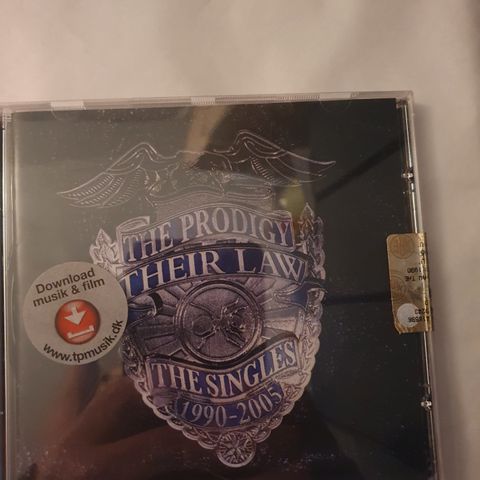 THE PRODIGY
THEIR LAW
THE SINGLES
1990-2005
Download
musik & film
www.tpmusik.dk